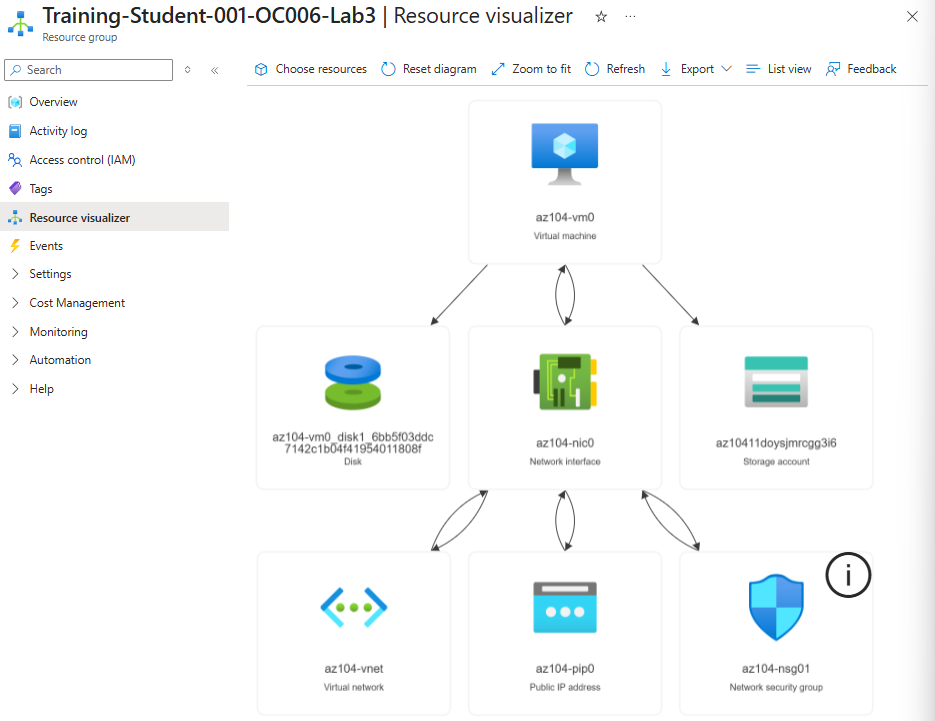 Training-Student-001-OC006-Lab3 | Resource visualizer
Resource group
Search
Choose resources
Reset diagram
Zoom to fit
Refresh
Export
List view
Feedback
Overview
Activity log
Access control (IAM)
Tags
Resource visualizer
Events
Settings
Cost Management
Monitoring
Automation
Help
az104-vm0
Virtual machine
az104-vm0_disk1_6bb5f03ddc
7142c1b04f41954011808f
Disk
az104-nic0
Network interface
az10411doysjmrcgg3i6
Storage account
az104-vnet
Virtual network
az104-pip0
Public IP address
az104-nsg01
Network security group